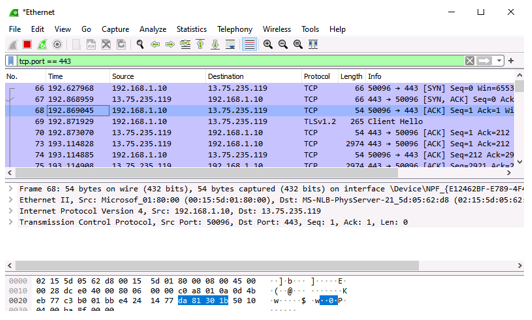 *Ethernet
File Edit View Go Capture Analyze Statistics Telephony Wireless Tools Help
tcp.port == 443
No. Time Source Destination Protocol Length Info
66 192.627968 192.168.1.10 13.75.235.119 TCP 66 50096 → 443 [SYN] Seq=0 Win=6553
67 192.868959 13.75.235.119 192.168.1.10 TCP 66 443 → 50096 [SYN, ACK] Seq=0 Ack
68 192.869045 192.168.1.10 13.75.235.119 TCP 54 50096 → 443 [ACK] Seq=1 Ack=1 Wi
69 192.871929 192.168.1.10 13.75.235.119 TLSv1.2 265 Client Hello
70 192.873070 13.75.235.119 192.168.1.10 TCP 54 443 → 50096 [ACK] Seq=1 Ack=212
73 193.114828 13.75.235.119 192.168.1.10 TCP 2974 443 → 50096 [ACK] Seq=1 Ack=212
74 193.114885 192.168.1.10 13.75.235.119 TCP 54 50096 → 443 [ACK] Seq=212 Ack=29
75 193.114908 13.75.235.119 192.168.1.10 TCP 2974 443 → 50096 [ACK] Seq=2921 Ack=
Frame 68: 54 bytes on wire (432 bits), 54 bytes captured (432 bits) on interface \Device\NPF_{E12462BF-E789-4F4
Ethernet II, Src: Microsof_01:80:00 (00:15:5d:01:80:00), Dst: MS-NLB-PhysServer-21_5d:05:62:d8 (02:15:5d:05:62:d
Internet Protocol Version 4, Src: 192.168.1.10, Dst: 13.75.235.119
Transmission Control Protocol, Src Port: 50096, Dst Port: 443, Seq: 1, Ack: 1, Len: 0
0000 02 15 5d 05 62 d8 00 15 5d 01 80 00 08 00 45 00 ··]·b··· ]·····E·
0010 00 28 dc e0 40 00 80 06 00 00 c0 a8 01 0a 0d 4b ·(··@··· ·······K
0020 eb 77 c3 b0 01 bb e4 24 14 77 da 81 30 1b 50 10 ·w·····$ ·w··0·P·